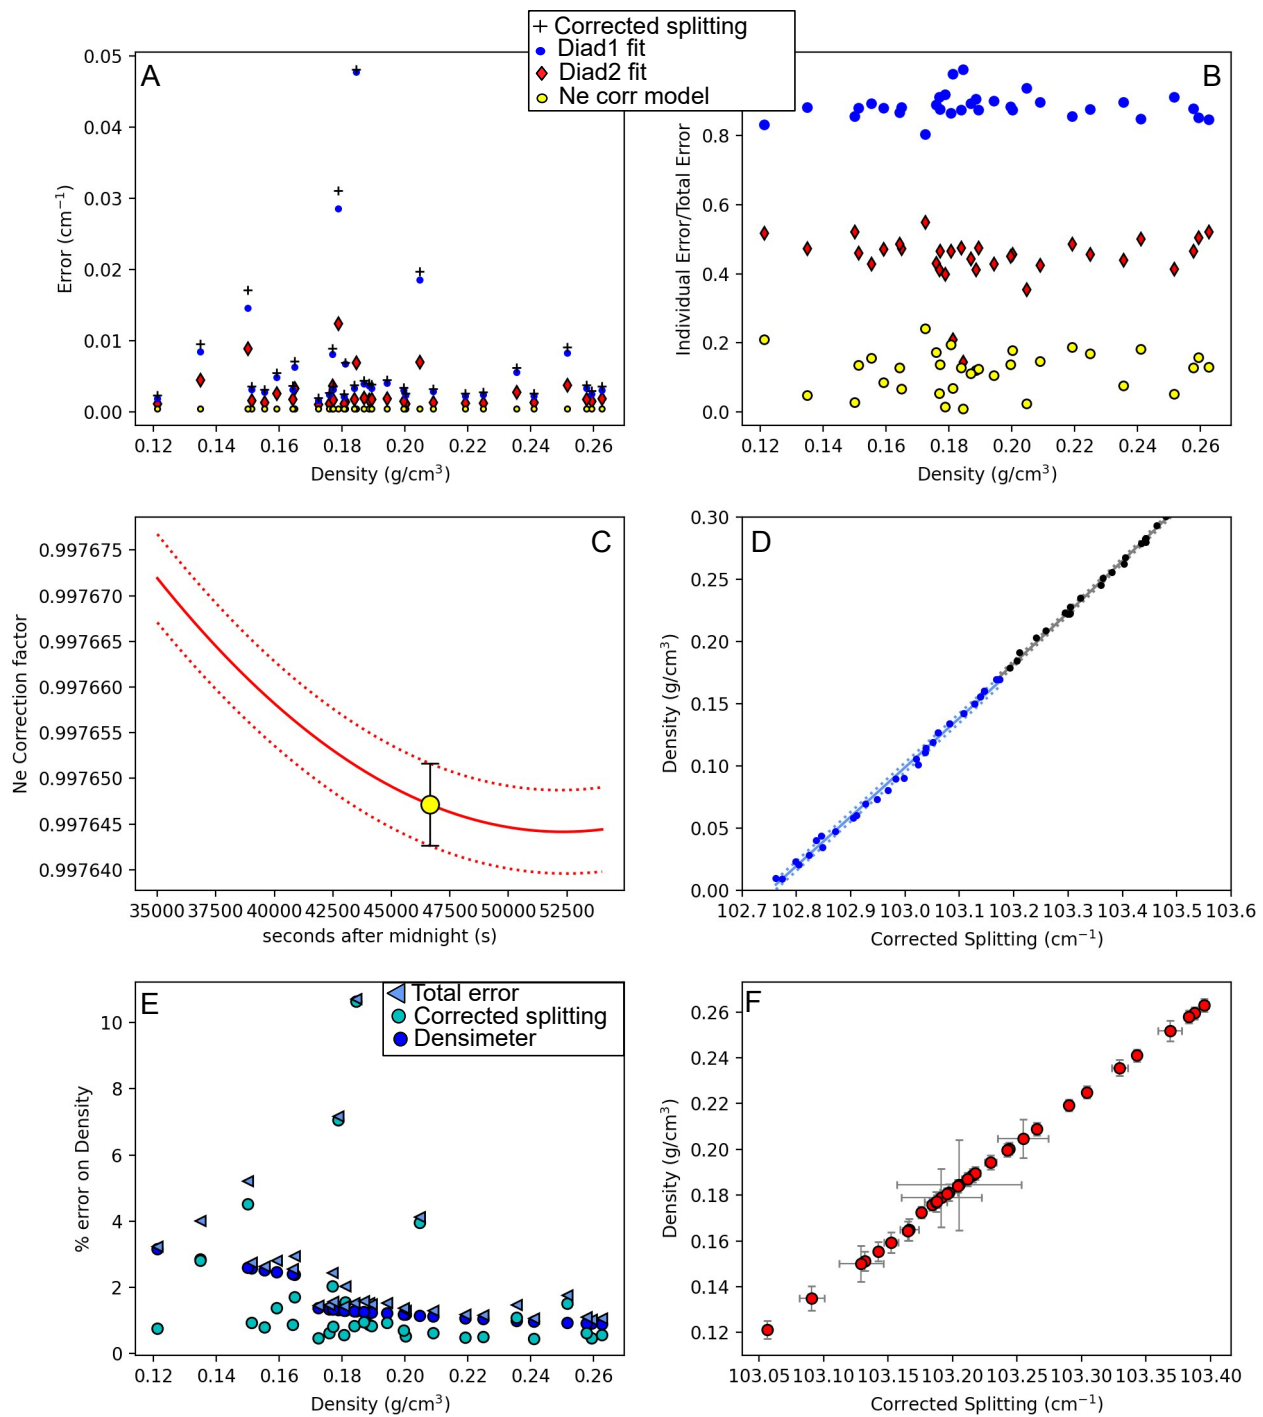 Corrected splitting
Diad1 fit
Diad2 fit
Ne corr model
A
0.05
0.04
0.03
0.02
0.01
0.00
Error (cm⁻¹)
0.12 0.14 0.16 0.18 0.20 0.22 0.24 0.26
Density (g/cm³)
B
0.8
0.6
0.4
0.2
0.0
Individual Error/Total Error
0.12 0.14 0.16 0.18 0.20 0.22 0.24 0.26
Density (g/cm³)
C
0.997675
0.997670
0.997665
0.997660
0.997655
0.997650
0.997645
0.997640
Ne Correction factor
35000 37500 40000 42500 45000 47500 50000 52500
seconds after midnight (s)
D
0.30
0.25
0.20
0.15
0.10
0.05
0.00
Density (g/cm³)
102.7 102.8 102.9 103.0 103.1 103.2 103.3 103.4 103.5 103.6
Corrected Splitting (cm⁻¹)
E
Total error
Corrected splitting
Densimeter
10
8
6
4
2
0
% error on Density
0.12 0.14 0.16 0.18 0.20 0.22 0.24 0.26
Density (g/cm³)
F
0.26
0.24
0.22
0.20
0.18
0.16
0.14
0.12
Density (g/cm³)
103.05 103.10 103.15 103.20 103.25 103.30 103.35 103.40
Corrected Splitting (cm⁻¹)